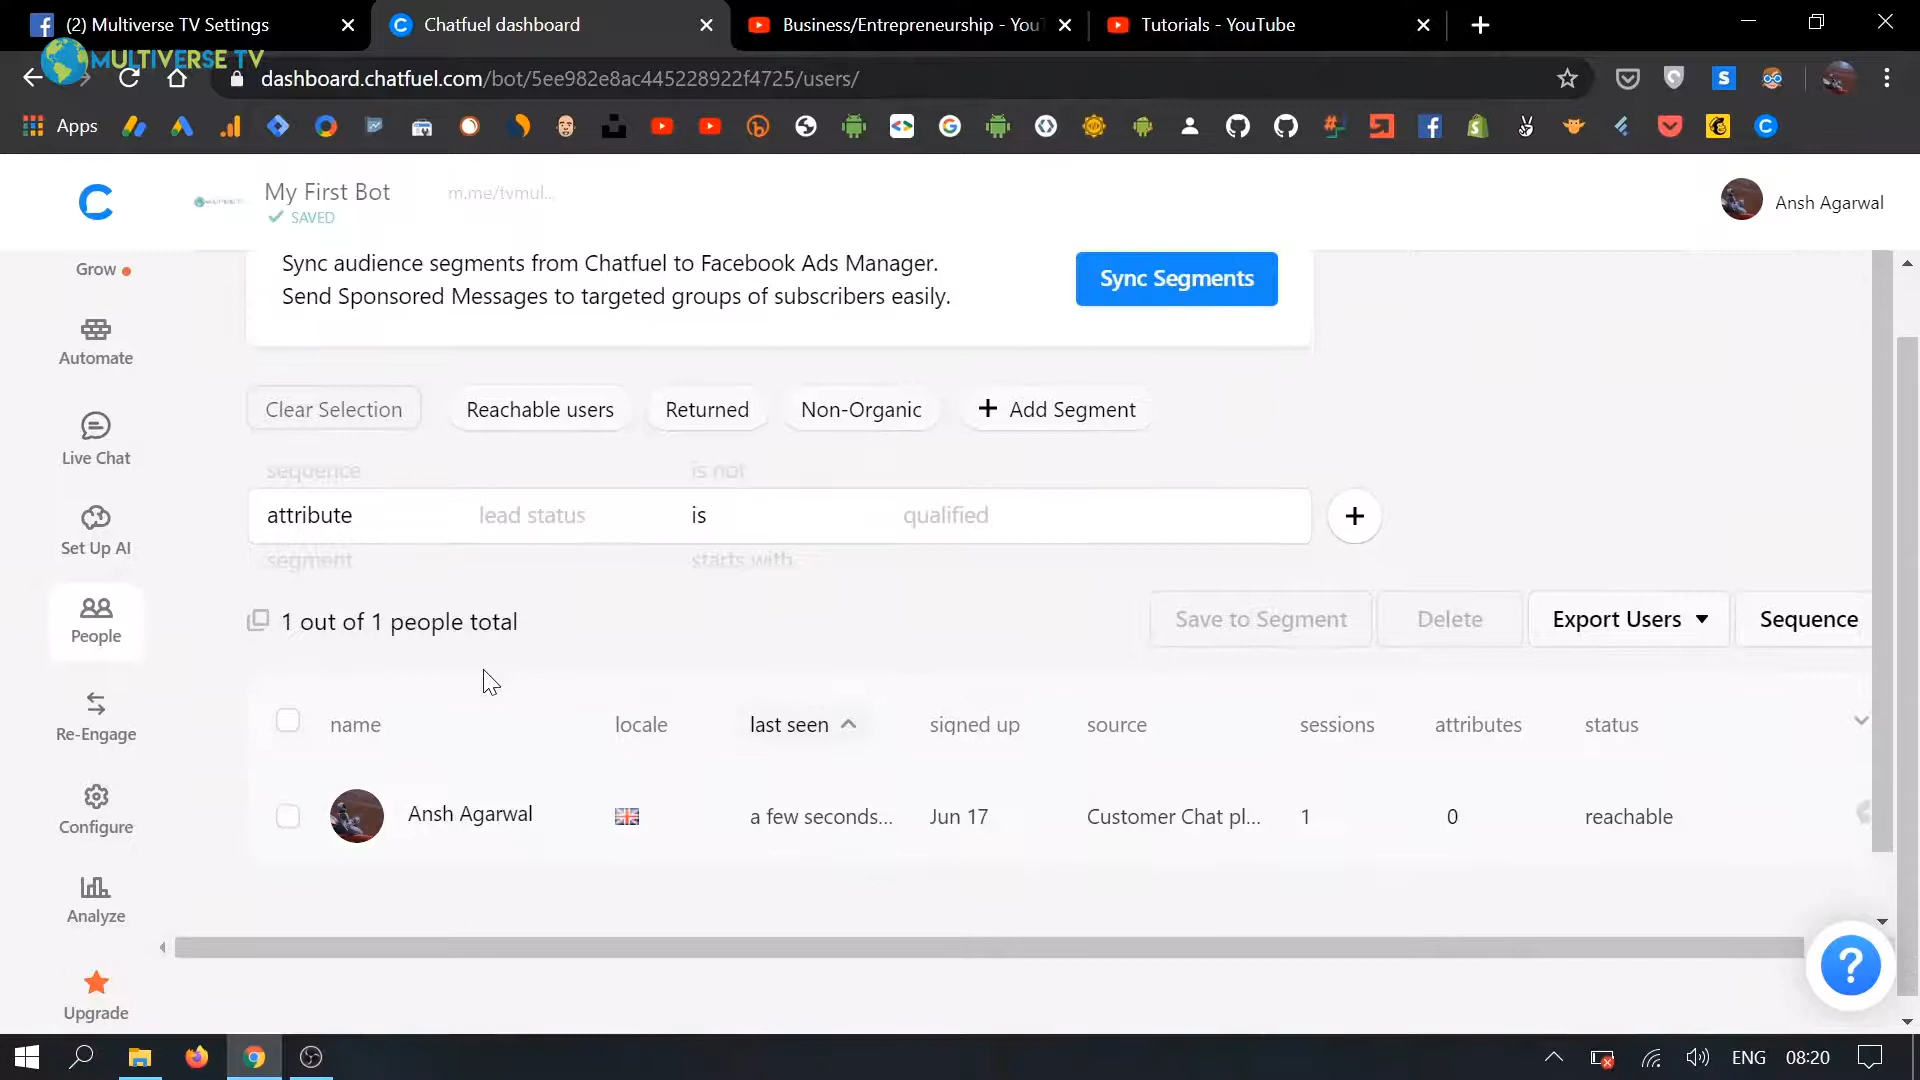 (2) Multiverse TV Settings
Chatfuel dashboard
Business/Entrepreneurship - You
Tutorials - YouTube
MULTIVERSE TV
dashboard.chatfuel.com/bot/5ee982e8ac445228922f4725/users/
Apps
My First Bot
m.me/tvmul...
SAVED
Ansh Agarwal
Grow
Automate
Live Chat
Set Up AI
People
Re-Engage
Configure
Analyze
Upgrade
Sync audience segments from Chatfuel to Facebook Ads Manager.
Send Sponsored Messages to targeted groups of subscribers easily.
Sync Segments
Clear Selection
Reachable users
Returned
Non-Organic
+ Add Segment
sequence is not
attribute lead status is qualified
segment starts with
1 out of 1 people total
Save to Segment
Delete
Export Users
Sequence
name locale last seen signed up source sessions attributes status
Ansh Agarwal a few seconds... Jun 17 Customer Chat pl... 1 0 reachable
?
ENG 08:20